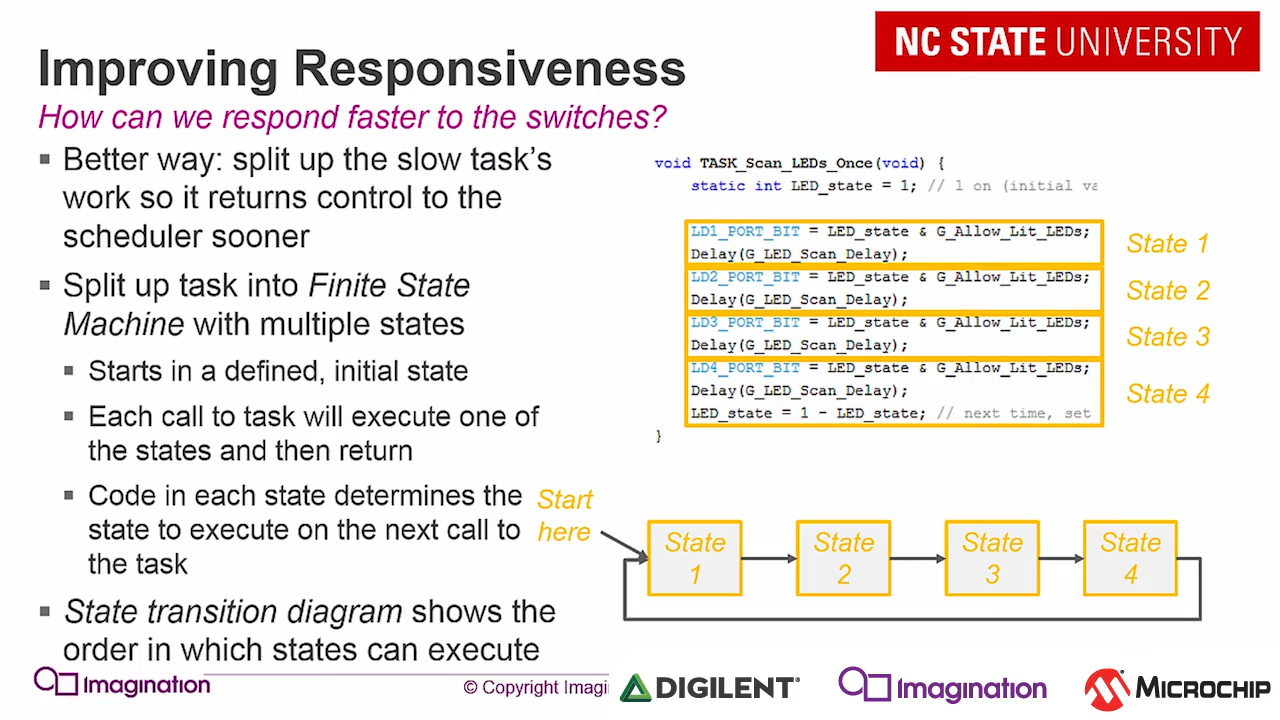 NC STATE UNIVERSITY
Improving Responsiveness
How can we respond faster to the switches?
▪ Better way: split up the slow task's
work so it returns control to the
scheduler sooner
▪ Split up task into Finite State
Machine with multiple states
▪ Starts in a defined, initial state
▪ Each call to task will execute one of
the states and then return
▪ Code in each state determines the
state to execute on the next call to
the task
▪ State transition diagram shows the
order in which states can execute
void TASK_Scan_LEDs_Once(void) {
static int LED_state = 1; // 1 on (initial va
LD1_PORT_BIT = LED_state & G_Allow_Lit_LEDs;
Delay(G_LED_Scan_Delay);
State 1
LD2_PORT_BIT = LED_state & G_Allow_Lit_LEDs;
Delay(G_LED_Scan_Delay);
State 2
LD3_PORT_BIT = LED_state & G_Allow_Lit_LEDs;
Delay(G_LED_Scan_Delay);
State 3
LD4_PORT_BIT = LED_state & G_Allow_Lit_LEDs;
Delay(G_LED_Scan_Delay);
LED_state = 1 - LED_state; // next time, set
State 4
}
Start
here
State
1
State
2
State
3
State
4
Imagination
© Copyright Imagi
DIGILENT
Imagination
MICROCHIP